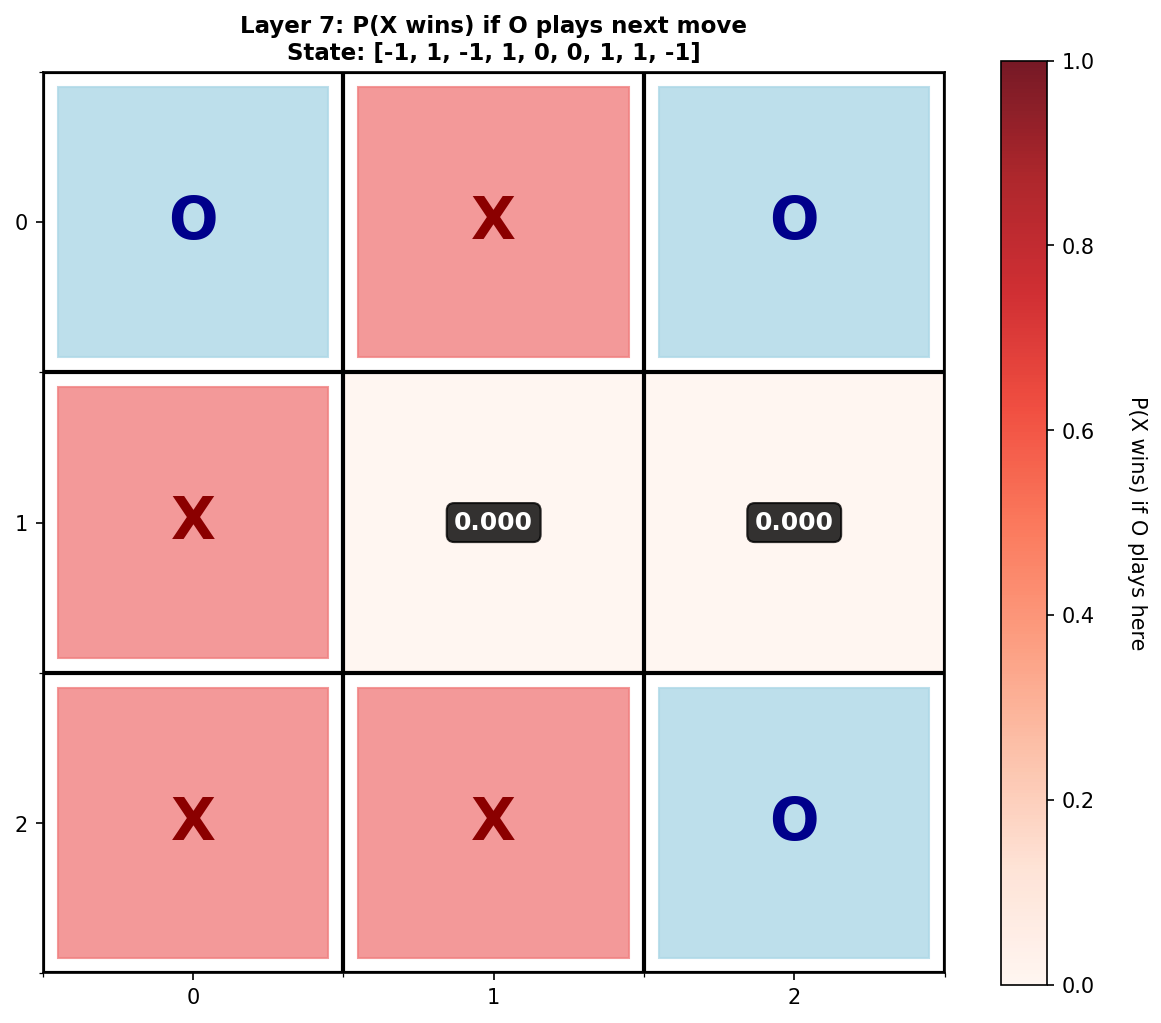 Layer 7: P(X wins) if O plays next move
State: [-1, 1, -1, 1, 0, 0, 1, 1, -1]
0
O
X
O
1
X
0.000
0.000
2
X
X
O
0
1
2
1.0
0.8
0.6
0.4
0.2
0.0
P(X wins) if O plays here